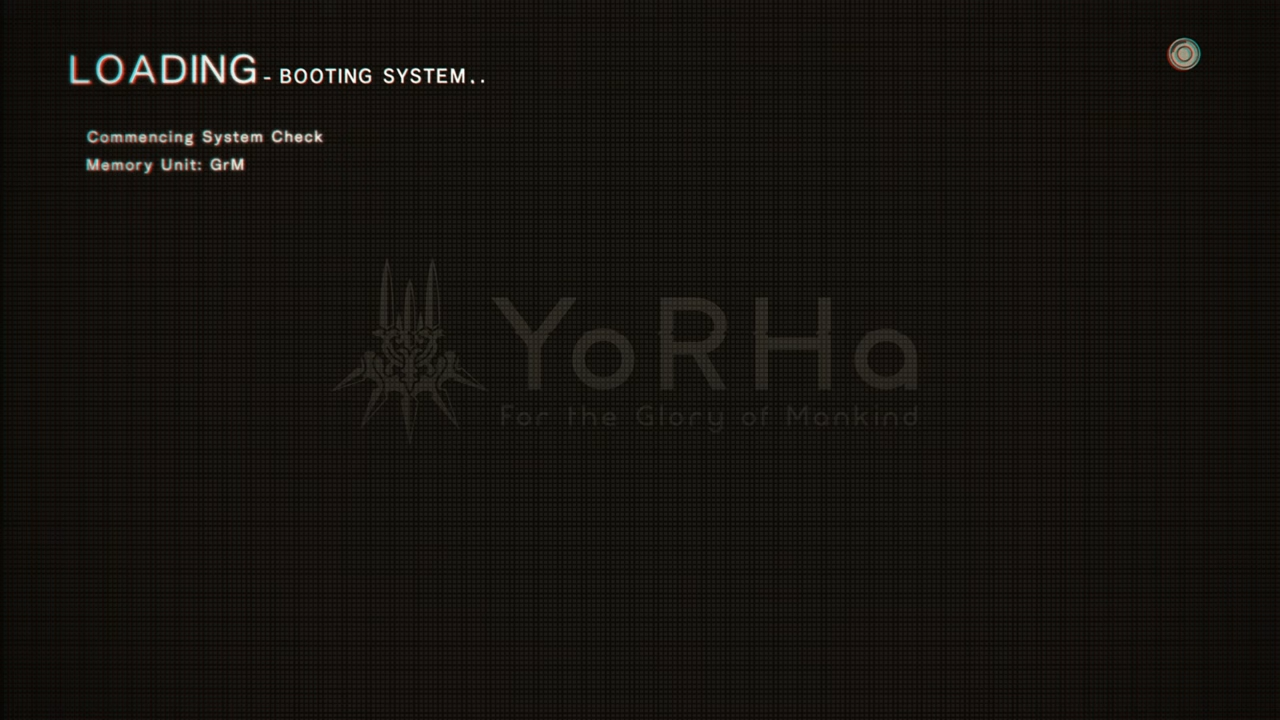 LOADING - BOOTING SYSTEM..
Commencing System Check
Memory Unit: GrM
YoRHa
For the Glory of Mankind